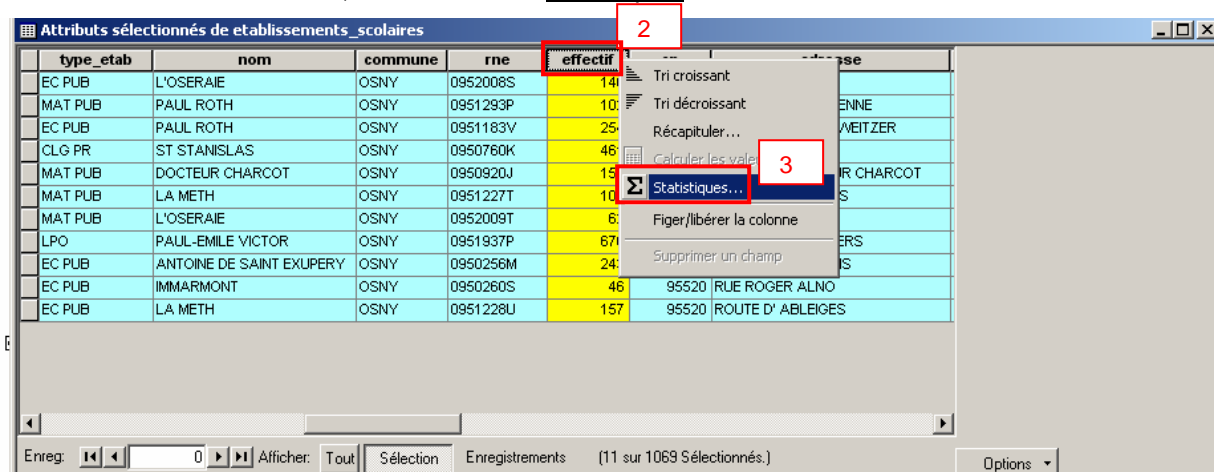 2
Attributs sélectionnés de etablissements_scolaires
type_etab nom commune rne effectif
EC PUB L'OSERAIE OSNY 0952008S
MAT PUB PAUL ROTH OSNY 0951293P
EC PUB PAUL ROTH OSNY 0951183V
CLG PR ST STANISLAS OSNY 0950760K
MAT PUB DOCTEUR CHARCOT OSNY 0950920J CHARCOT
MAT PUB LA METH OSNY 0951227T
MAT PUB L'OSERAIE OSNY 0952009T
LPO PAUL-EMILE VICTOR OSNY 0951937P
EC PUB ANTOINE DE SAINT EXUPERY OSNY 0950256M
EC PUB IMMARMONT OSNY 0950260S 46 95520 RUE ROGER ALNO
EC PUB LA METH OSNY 0951228U 157 95520 ROUTE D' ABLEIGES
Tri croissant
Tri décroissant
Récapituler...
Calculer les
3
Σ Statistiques...
Figer/libérer la colonne
Supprimer un champ
Enreg: 0 Afficher: Tout Sélection Enregistrements (11 sur 1069 Sélectionnés.) Options